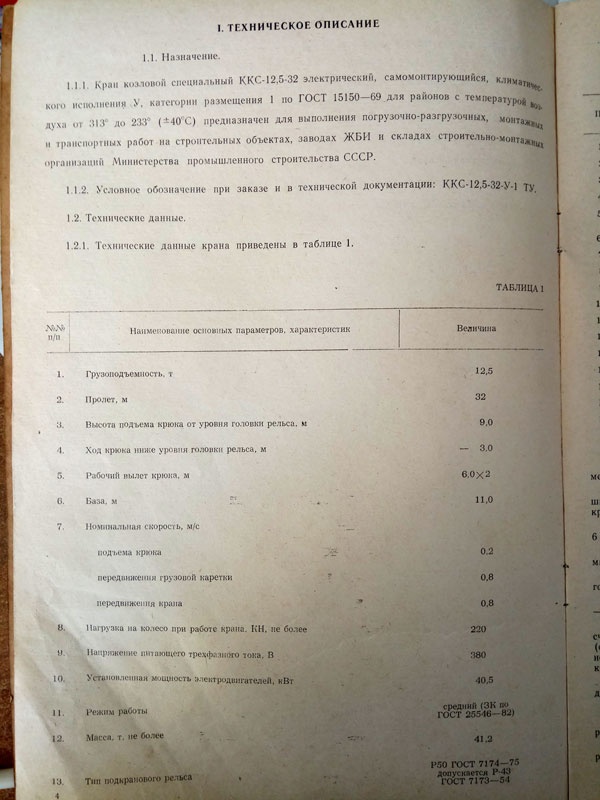 I. ТЕХНИЧЕСКОЕ ОПИСАНИЕ
1.1. Назначение.
1.1.1. Кран козловой специальный ККС-12,5-32 электрический, самомонтирующийся, климатичес-
кого исполнения У, категории размещения 1 по ГОСТ 15150—69 для районов с температурой воз-
духа от 313° до 233° (±40°С) предназначен для выполнения погрузочно-разгрузочных, монтажных
и транспортных работ на строительных объектах, заводах ЖБИ и складах строительно-монтажных
организаций Министерства промышленного строительства СССР.
1.1.2. Условное обозначение при заказе и в технической документации: ККС-12,5-32-У-1 ТУ.
1.2. Технические данные.
1.2.1. Технические данные крана приведены в таблице 1.
ТАБЛИЦА 1
№№ п/п Наименование основных параметров, характеристик Величина
1. Грузоподъемность, т 12,5
2. Пролет, м 32
3. Высота подъема крюка от уровня головки рельса, м 9,0
4. Ход крюка ниже уровня головки рельса, м — 3.0
5. Рабочий вылет крюка, м 6.0×2
6. База, м 11,0
7. Номинальная скорость, м/с
подъема крюка 0.2
передвижения грузовой каретки 0,8
передвижения крана 0,8
8. Нагрузка на колесо при работе крана, КН, не более 220
9. Напряжение питающего трехфазного тока, В 380
10. Установленная мощность электродвигателей, кВт 40,5
11. Режим работы средний (3К по
ГОСТ 25546—82)
12. Масса, т, не более 41,2
13. Тип подкранового рельса Р50 ГОСТ 7174—75
допускается Р-43
ГОСТ 7173—54
4